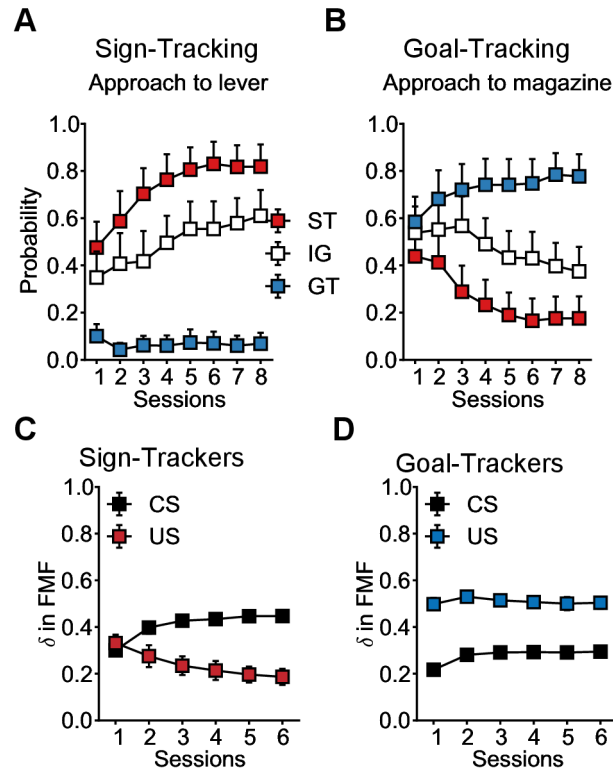 A
Sign-Tracking
Approach to lever
Probability
1.0
0.8
0.6
0.4
0.2
0.0
1 2 3 4 5 6 7 8
Sessions
ST
IG
GT
B
Goal-Tracking
Approach to magazine
1.0
0.8
0.6
0.4
0.2
0.0
1 2 3 4 5 6 7 8
Sessions
C
Sign-Trackers
CS
US
δ in FMF
1.0
0.8
0.6
0.4
0.2
0.0
1 2 3 4 5 6
Sessions
D
Goal-Trackers
CS
US
δ in FMF
1.0
0.8
0.6
0.4
0.2
0.0
1 2 3 4 5 6
Sessions